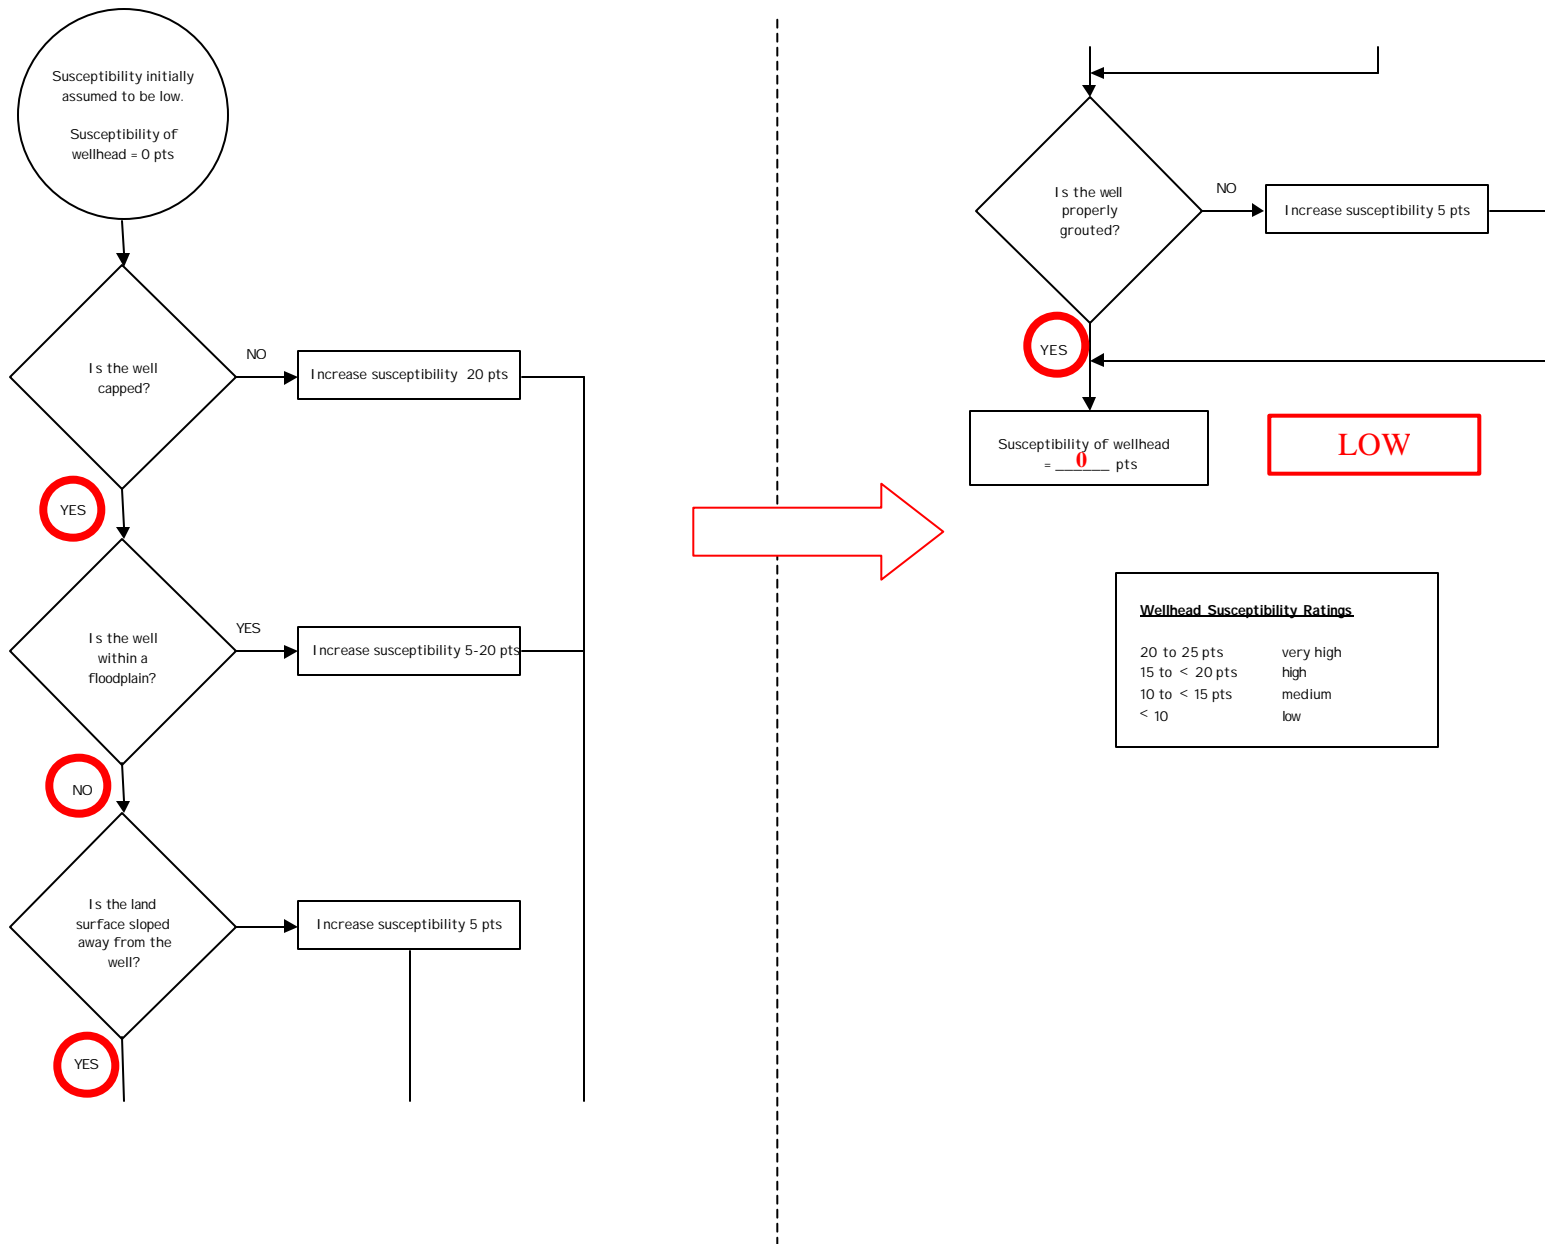 Susceptibility initially
assumed to be low.
Susceptibility of
wellhead = 0 pts
Is the well
capped?
NO
Increase susceptibility 20 pts
YES
Is the well
within a
floodplain?
YES
Increase susceptibility 5-20 pts
NO
Is the land
surface sloped
away from the
well?
Increase susceptibility 5 pts
YES
Is the well
properly
grouted?
NO
Increase susceptibility 5 pts
YES
Susceptibility of wellhead
= ___0___ pts
LOW
Wellhead Susceptibility Ratings
20 to 25 pts very high
15 to < 20 pts high
10 to < 15 pts medium
< 10 low